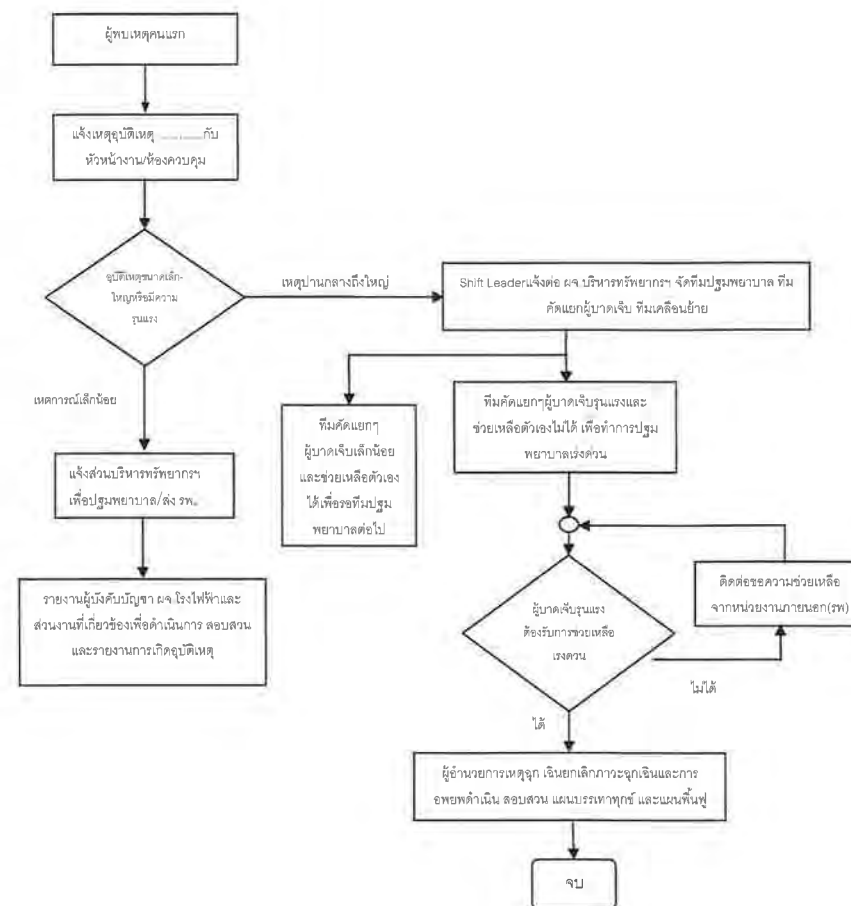 ผู้พบเหตุคนแรก
แจ้งเหตุอุบัติเหตุ ............กับ
หัวหน้างาน/ห้องควบคุม
อุบัติเหตุขนาดเล็ก-
ใหญ่หรือมีความ
รุนแรง
เหตุปานกลางถึงใหญ่
Shift Leaderแจ้งต่อ ผจ.บริหารทรัพยากรฯ จัดทีมปฐมพยาบาล ทีม
คัดแยกผู้บาดเจ็บ ทีมเคลื่อนย้าย
เหตุการณ์เล็กน้อย
ทีมคัดแยกๆ
ผู้บาดเจ็บเล็กน้อย
และช่วยเหลือตัวเอง
ได้เพื่อรอทีมปฐม
พยาบาลต่อไป
ทีมคัดแยกๆผู้บาดเจ็บรุนแรงและ
ช่วยเหลือตัวเองไม่ได้ เพื่อทำการปฐม
พยาบาลเร่งด่วน
แจ้งส่วนบริหารทรัพยากรฯ
เพื่อปฐมพยาบาล/ส่ง รพ..
รายงานผู้บังคับบัญชา ผจ.โรงไฟฟ้าและ
ส่วนงานที่เกี่ยวข้องเพื่อดำเนินการ สอบสวน
และรายงานการเกิดอุบัติเหตุ
ติดต่อขอความช่วยเหลือ
จากหน่วยงานภายนอก(รพ)
ผู้บาดเจ็บรุนแรง
ต้องรับการช่วยเหลือ
เร่งด่วน
ไม่ได้
ได้
ผู้อำนวยการเหตุฉุก เฉินยกเลิกภาวะฉุกเฉินและการ
อพยพดำเนิน สอบสวน แผนบรรเทาทุกข์ และแผนฟื้นฟู
จบ